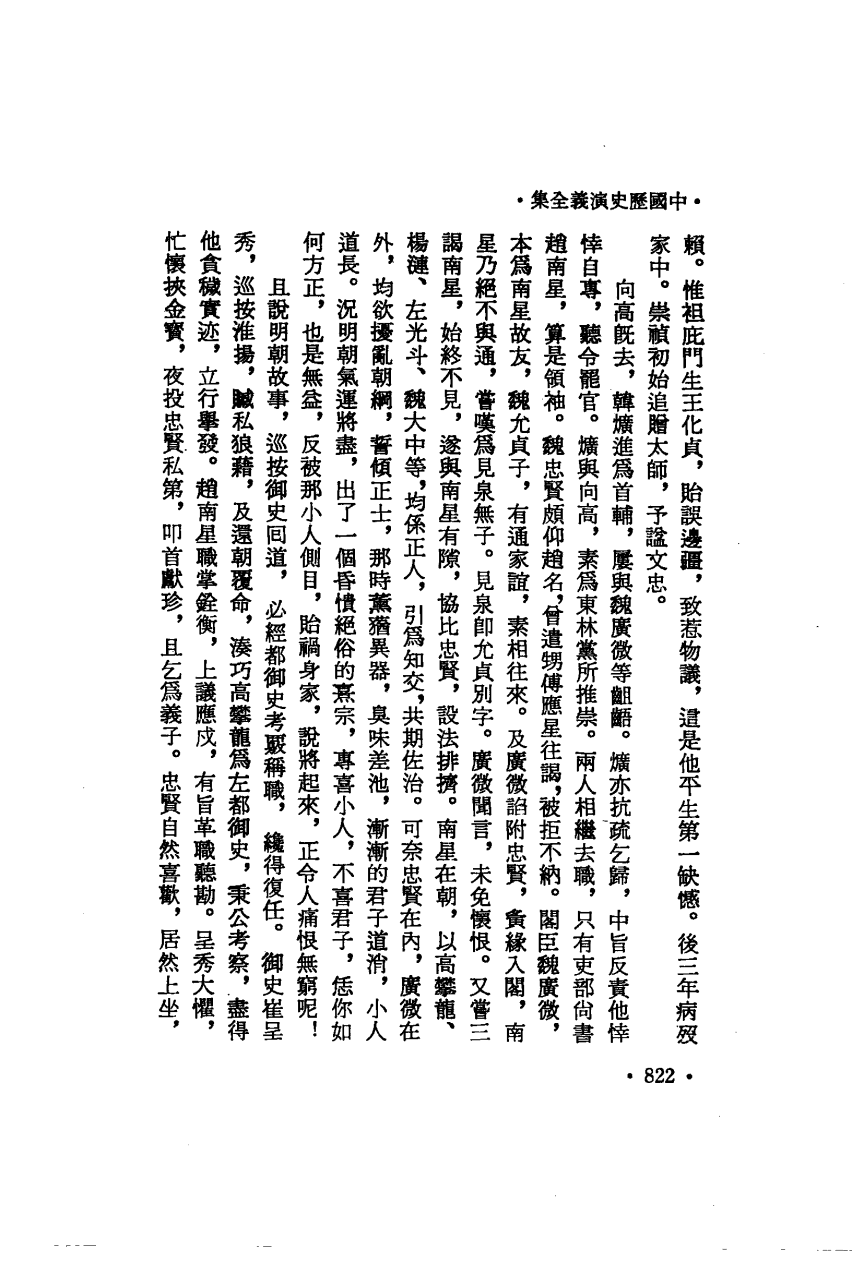 •中國歷史演義全集•
賴。惟袒庇門生王化貞，貽誤邊疆，致惹物議，這是他平生第一缺憾。後三年病歿
家中。崇禎初始追贈太師，予諡文忠。
向高旣去，韓爌進爲首輔，屢與魏廣微等齟齬。爌亦抗疏乞歸，中旨反責他悻
悻自專，聽令罷官。爌與向高，素爲東林黨所推崇。兩人相繼去職，只有吏部尙書
趙南星，算是領袖。魏忠賢頗仰趙名，曾遣甥傅應星往謁，被拒不納。閣臣魏廣微，
本爲南星故友，魏允貞子，有通家誼，素相往來。及廣微諂附忠賢，夤緣入閣，南
星乃絕不與通，嘗嘆爲見泉無子。見泉卽允貞別字。廣微聞言，未免懷恨。又嘗三
謁南星，始終不見，遂與南星有隙，協比忠賢，設法排擠。南星在朝，以高攀龍、
楊漣、左光斗、魏大中等，均係正人，引爲知交，共期佐治。可奈忠賢在內，廣微在
外，均欲擾亂朝綱，誓傾正士，那時薰猶異器，臭味差池，漸漸的君子道消，小人
道長。況明朝氣運將盡，出了一個昏憒絕俗的熹宗，專喜小人，不喜君子，恁你如
何方正，也是無益，反被那小人側目，貽禍身家，說將起來，正令人痛恨無窮呢！
且說明朝故事，巡按御史囘道，必經都御史考覈稱職，纔得復任。御史崔呈
秀，巡按淮揚，贓私狼藉，及還朝覆命，湊巧高攀龍爲左都御史，秉公考察，盡得
他貪穢實迹，立行舉發。趙南星職掌銓衡，上議應戍，有旨革職聽勘。呈秀大懼，
忙懷挾金寶，夜投忠賢私第，叩首獻珍，且乞爲義子。忠賢自然喜歡，居然上坐，
•822•